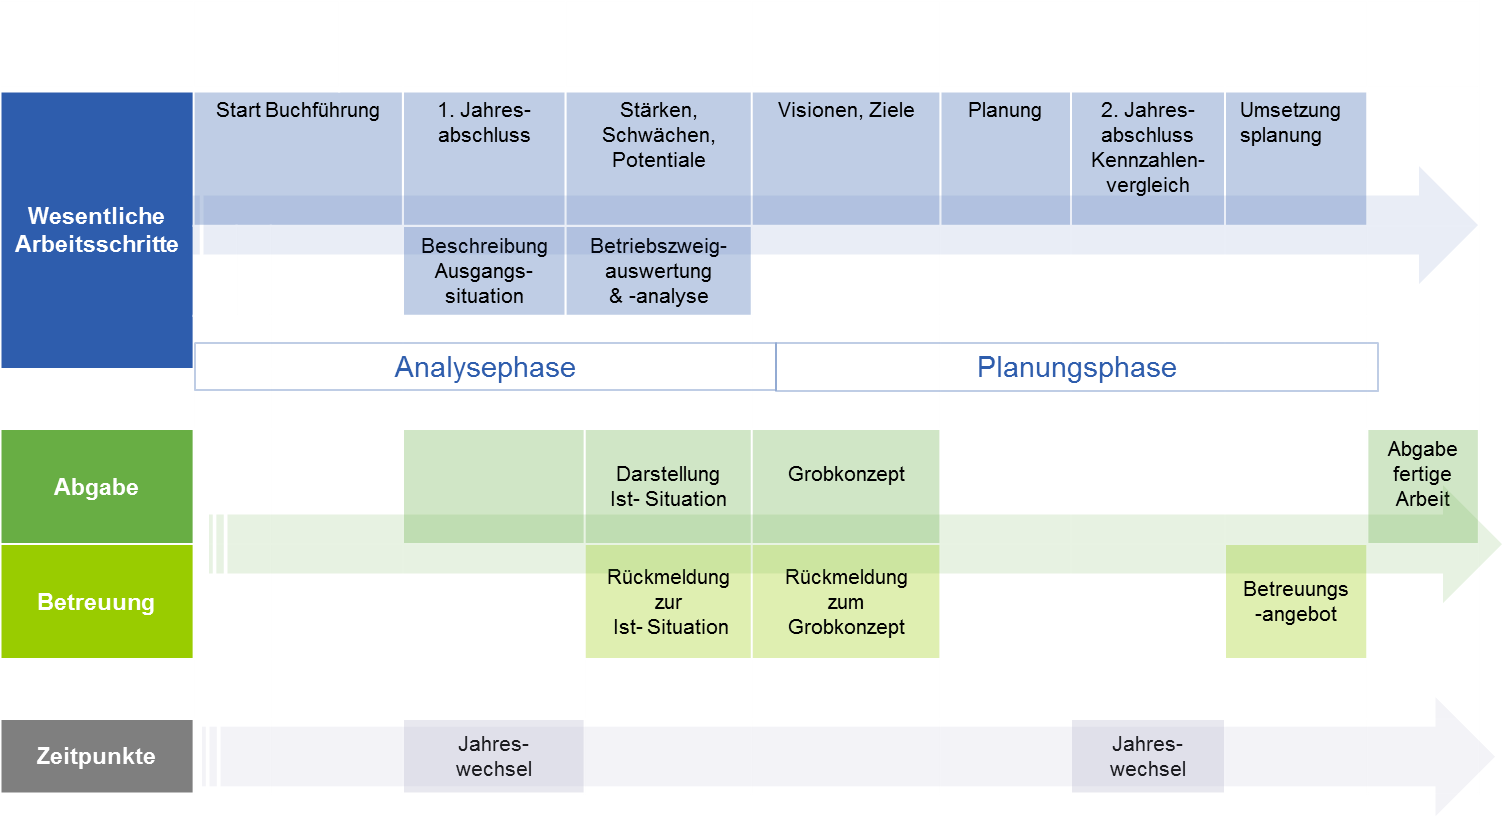 Wesentliche
Arbeitsschritte
Start Buchführung
1. Jahres-
abschluss
Stärken,
Schwächen,
Potentiale
Visionen, Ziele
Planung
2. Jahres-
abschluss
Kennzahlen-
vergleich
Umsetzung
splanung
Beschreibung
Ausgangs-
situation
Betriebszweig-
auswertung
& -analyse
Analysephase
Planungsphase
Abgabe
Darstellung
Ist- Situation
Grobkonzept
Abgabe
fertige
Arbeit
Betreuung
Rückmeldung
zur
Ist- Situation
Rückmeldung
zum
Grobkonzept
Betreuungs
-angebot
Zeitpunkte
Jahres-
wechsel
Jahres-
wechsel